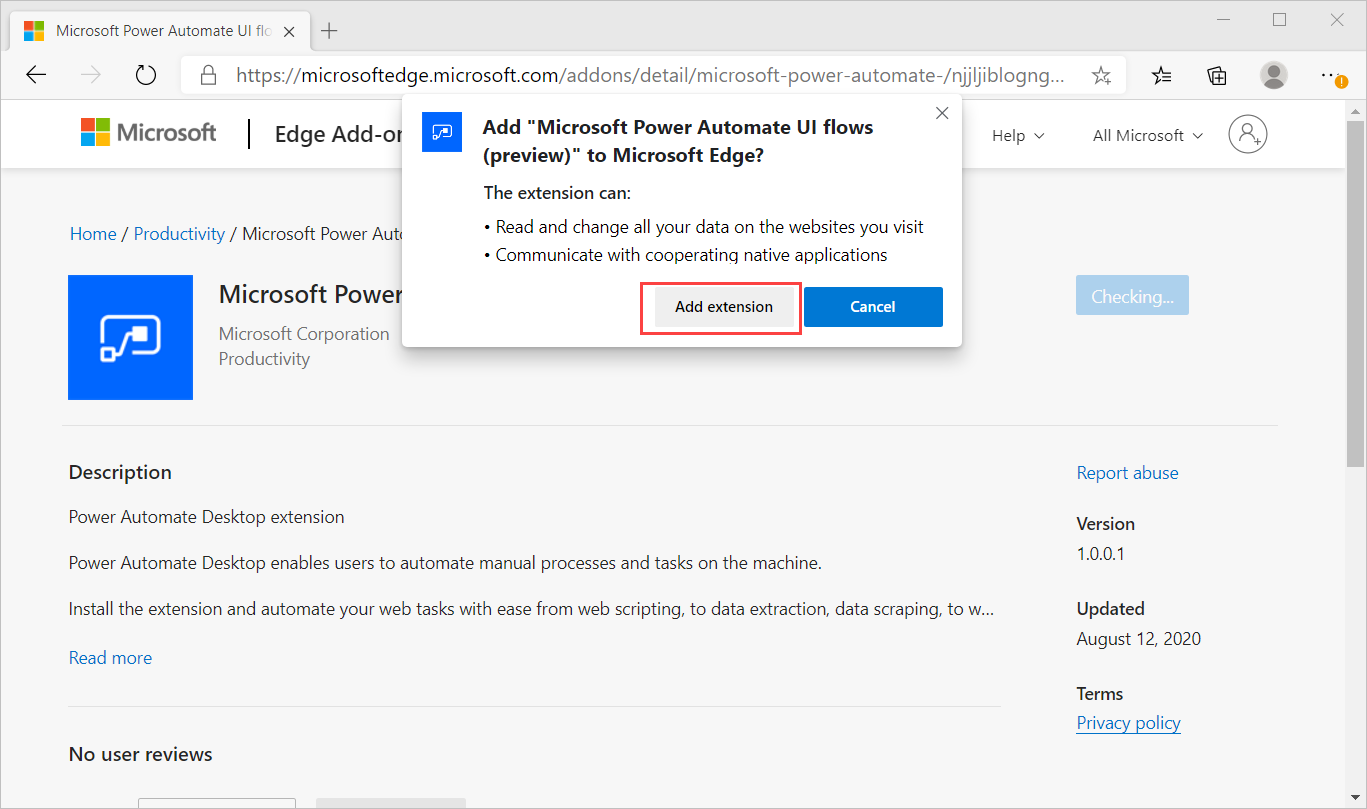 Microsoft Power Automate UI flo
https://microsoftedge.microsoft.com/addons/detail/microsoft-power-automate-/njjljiblogng...
Microsoft
Edge Add-on
Help
All Microsoft
Add "Microsoft Power Automate UI flows
(preview)" to Microsoft Edge?
The extension can:
• Read and change all your data on the websites you visit
• Communicate with cooperating native applications
Add extension
Cancel
Home / Productivity / Microsoft Power Auto
Microsoft Power
Microsoft Corporation
Productivity
Checking...
Description
Power Automate Desktop extension
Power Automate Desktop enables users to automate manual processes and tasks on the machine.
Install the extension and automate your web tasks with ease from web scripting, to data extraction, data scraping, to w...
Read more
Report abuse
Version
1.0.0.1
Updated
August 12, 2020
Terms
Privacy policy
No user reviews